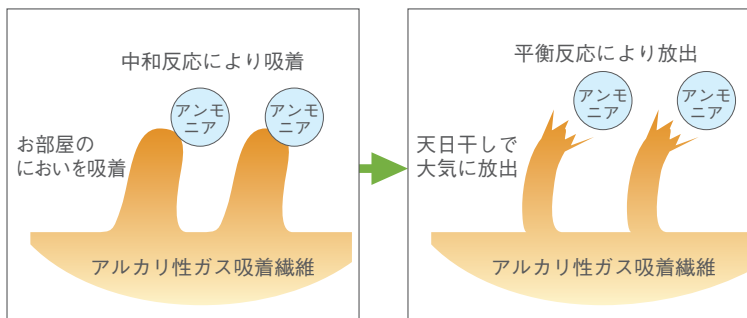 中和反応により吸着
アンモ
ニア
アンモ
ニア
お部屋の
においを吸着
アルカリ性ガス吸着繊維
平衡反応により放出
アンモ
ニア
アンモ
ニア
天日干しで
大気に放出
アルカリ性ガス吸着繊維